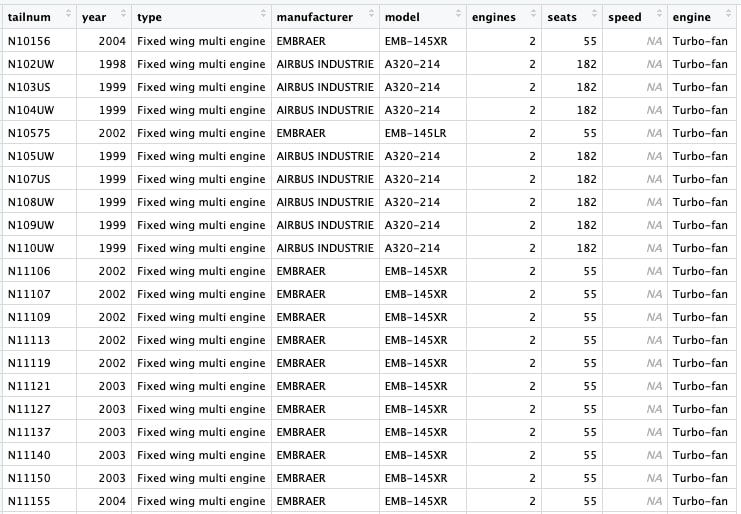 tailnum year type manufacturer model engines seats speed engine
N10156 2004 Fixed wing multi engine EMBRAER EMB-145XR 2 55 NA Turbo-fan
N102UW 1998 Fixed wing multi engine AIRBUS INDUSTRIE A320-214 2 182 NA Turbo-fan
N103US 1999 Fixed wing multi engine AIRBUS INDUSTRIE A320-214 2 182 NA Turbo-fan
N104UW 1999 Fixed wing multi engine AIRBUS INDUSTRIE A320-214 2 182 NA Turbo-fan
N10575 2002 Fixed wing multi engine EMBRAER EMB-145LR 2 55 NA Turbo-fan
N105UW 1999 Fixed wing multi engine AIRBUS INDUSTRIE A320-214 2 182 NA Turbo-fan
N107US 1999 Fixed wing multi engine AIRBUS INDUSTRIE A320-214 2 182 NA Turbo-fan
N108UW 1999 Fixed wing multi engine AIRBUS INDUSTRIE A320-214 2 182 NA Turbo-fan
N109UW 1999 Fixed wing multi engine AIRBUS INDUSTRIE A320-214 2 182 NA Turbo-fan
N110UW 1999 Fixed wing multi engine AIRBUS INDUSTRIE A320-214 2 182 NA Turbo-fan
N11106 2002 Fixed wing multi engine EMBRAER EMB-145XR 2 55 NA Turbo-fan
N11107 2002 Fixed wing multi engine EMBRAER EMB-145XR 2 55 NA Turbo-fan
N11109 2002 Fixed wing multi engine EMBRAER EMB-145XR 2 55 NA Turbo-fan
N11113 2002 Fixed wing multi engine EMBRAER EMB-145XR 2 55 NA Turbo-fan
N11119 2002 Fixed wing multi engine EMBRAER EMB-145XR 2 55 NA Turbo-fan
N11121 2003 Fixed wing multi engine EMBRAER EMB-145XR 2 55 NA Turbo-fan
N11127 2003 Fixed wing multi engine EMBRAER EMB-145XR 2 55 NA Turbo-fan
N11137 2003 Fixed wing multi engine EMBRAER EMB-145XR 2 55 NA Turbo-fan
N11140 2003 Fixed wing multi engine EMBRAER EMB-145XR 2 55 NA Turbo-fan
N11150 2003 Fixed wing multi engine EMBRAER EMB-145XR 2 55 NA Turbo-fan
N11155 2004 Fixed wing multi engine EMBRAER EMB-145XR 2 55 NA Turbo-fan